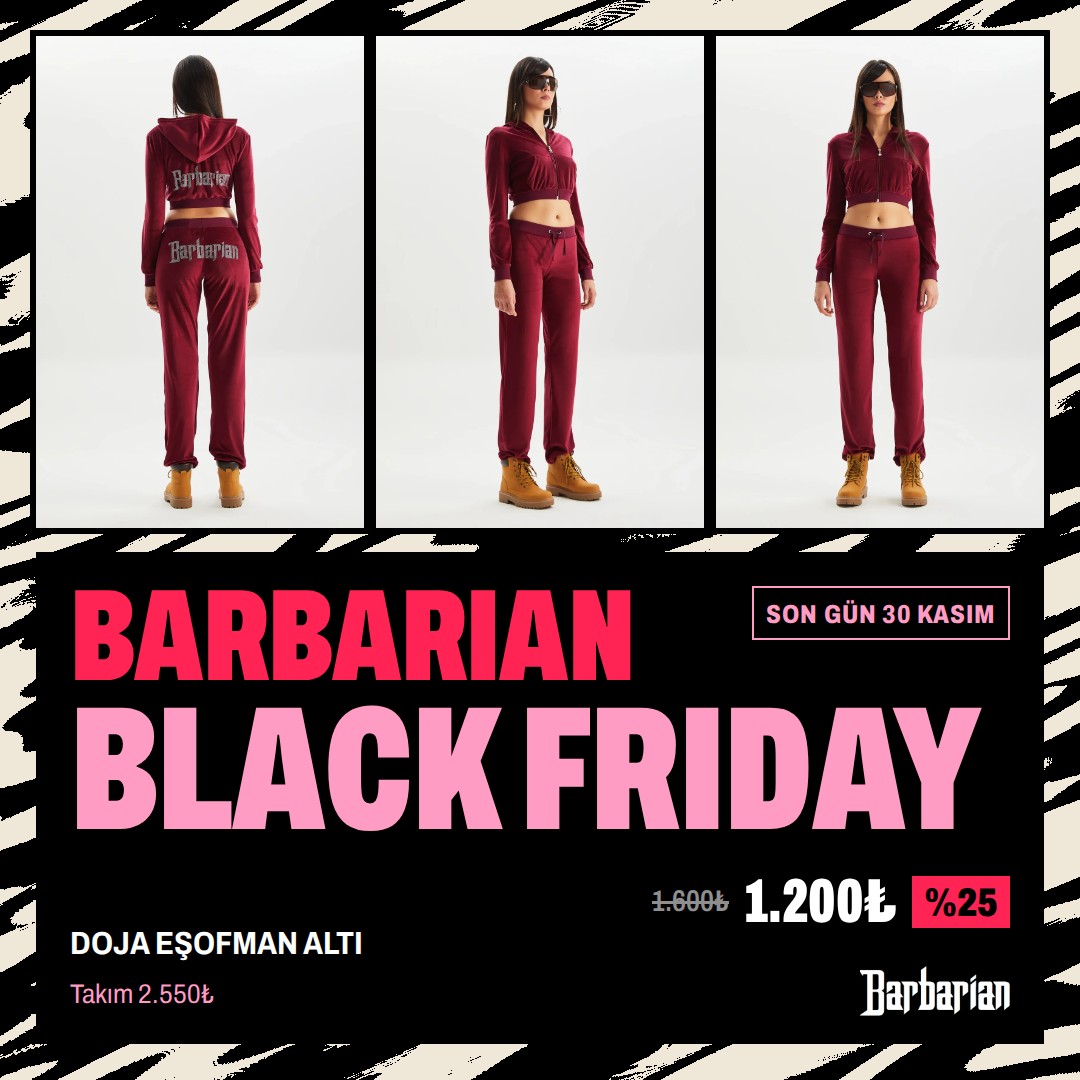 Barbarian
Barbarian
BARBARIAN
SON GÜN 30 KASIM
BLACK FRIDAY
1.600₺ 1.200₺ %25
DOJA EŞOFMAN ALTI
Takım 2.550₺
Barbarian